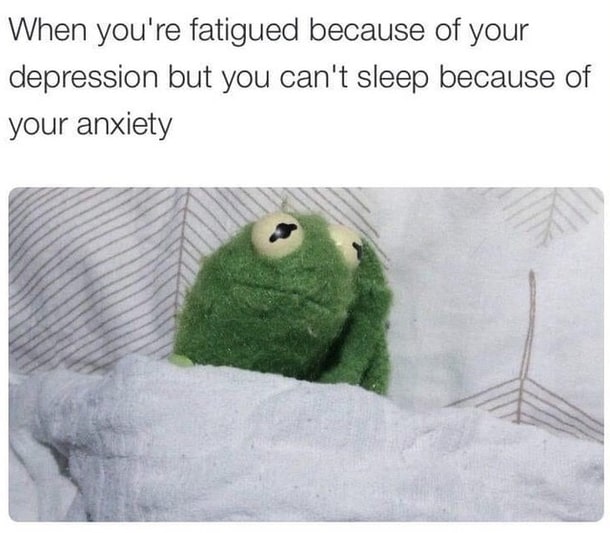 When you're fatigued because of your
depression but you can't sleep because of
your anxiety